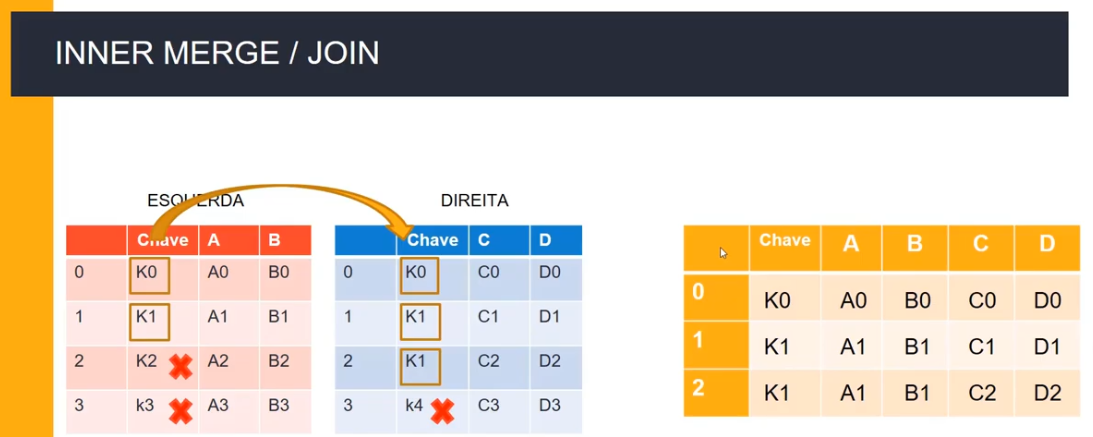 INNER MERGE / JOIN
ESQUERDA
Chave A B
0 K0 A0 B0
1 K1 A1 B1
2 K2 A2 B2
3 k3 A3 B3
DIREITA
Chave C D
0 K0 C0 D0
1 K1 C1 D1
2 K1 C2 D2
3 k4 C3 D3
Chave A B C D
0 K0 A0 B0 C0 D0
1 K1 A1 B1 C1 D1
2 K1 A1 B1 C2 D2